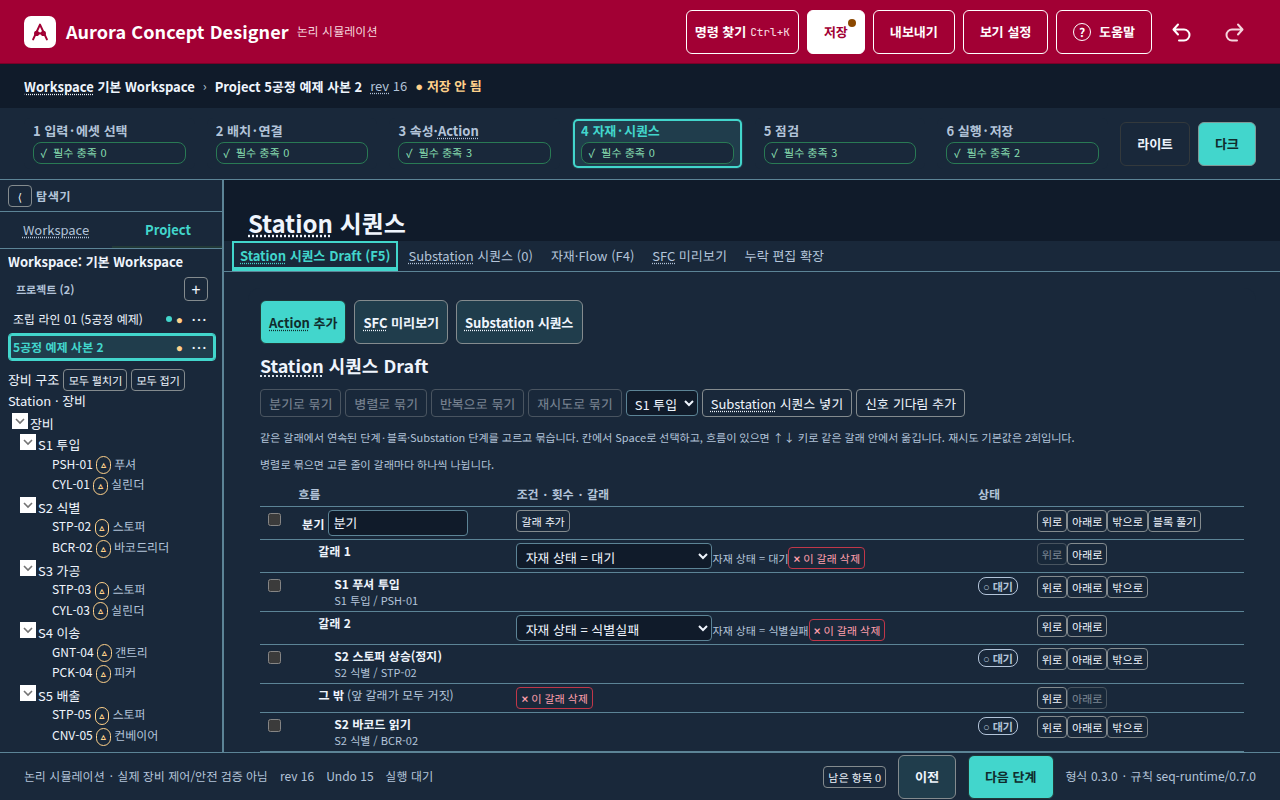 Aurora Concept Designer 논리 시뮬레이션 명령 찾기 Ctrl+K 저장 내보내기 보기 설정 ? 도움말
Workspace 기본 Workspace › Project 5공정 예제 사본 2 rev 16 ● 저장 안 됨
1 입력·에셋 선택 2 배치·연결 3 속성·Action 4 자재·시퀀스 5 점검 6 실행·저장
✓ 필수 충족 0 ✓ 필수 충족 0 ✓ 필수 충족 3 ✓ 필수 충족 0 ✓ 필수 충족 3 ✓ 필수 충족 2
라이트 다크
⟨ 탐색기
Workspace Project
Workspace: 기본 Workspace
프로젝트 (2) +
조립 라인 01 (5공정 예제) ● ● ···
5공정 예제 사본 2 ● ···
장비 구조 모두 펼치기 모두 접기
Station · 장비
장비
S1 투입
PSH-01 푸셔
CYL-01 실린더
S2 식별
STP-02 스토퍼
BCR-02 바코드리더
S3 가공
STP-03 스토퍼
CYL-03 실린더
S4 이송
GNT-04 갠트리
PCK-04 피커
S5 배출
STP-05 스토퍼
CNV-05 컨베이어
Station 시퀀스
Station 시퀀스 Draft (F5) Substation 시퀀스 (0) 자재·Flow (F4) SFC 미리보기 누락 편집 확장
Action 추가 SFC 미리보기 Substation 시퀀스
Station 시퀀스 Draft
분기로 묶기 병렬로 묶기 반복으로 묶기 재시도로 묶기 S1 투입 Substation 시퀀스 넣기 신호 기다림 추가
같은 갈래에서 연속된 단계·블록·Substation 단계를 고르고 묶습니다. 칸에서 Space로 선택하고, 흐름이 있으면 ↑↓ 키로 같은 갈래 안에서 옮깁니다. 재시도 기본값은 2회입니다.
병렬로 묶으면 고른 줄이 갈래마다 하나씩 나뉩니다.
흐름 조건 · 횟수 · 갈래 상태
분기 분기 갈래 추가 위로 아래로 밖으로 블록 풀기
갈래 1 자재 상태 = 대기 자재 상태 = 대기 × 이 갈래 삭제 위로 아래로
S1 푸셔 투입 ○ 대기 위로 아래로 밖으로
S1 투입 / PSH-01
갈래 2 자재 상태 = 식별실패 자재 상태 = 식별실패 × 이 갈래 삭제 위로 아래로
S2 스토퍼 상승(정지) ○ 대기 위로 아래로 밖으로
S2 식별 / STP-02
그 밖 (앞 갈래가 모두 거짓) × 이 갈래 삭제 위로 아래로
S2 바코드 읽기 ○ 대기 위로 아래로 밖으로
S2 식별 / BCR-02
논리 시뮬레이션 · 실제 장비 제어/안전 검증 아님 rev 16 Undo 15 실행 대기 남은 항목 0 이전 다음 단계 형식 0.3.0 · 규칙 seq-runtime/0.7.0